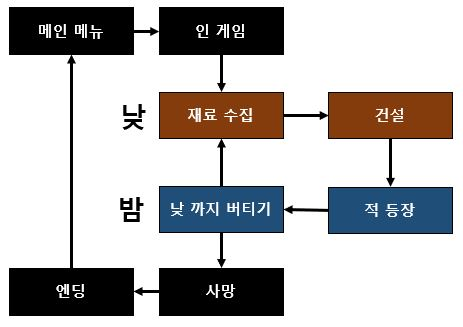 메인 메뉴
인 게임
낮
재료 수집
건설
밤
낮 까지 버티기
적 등장
엔딩
사망